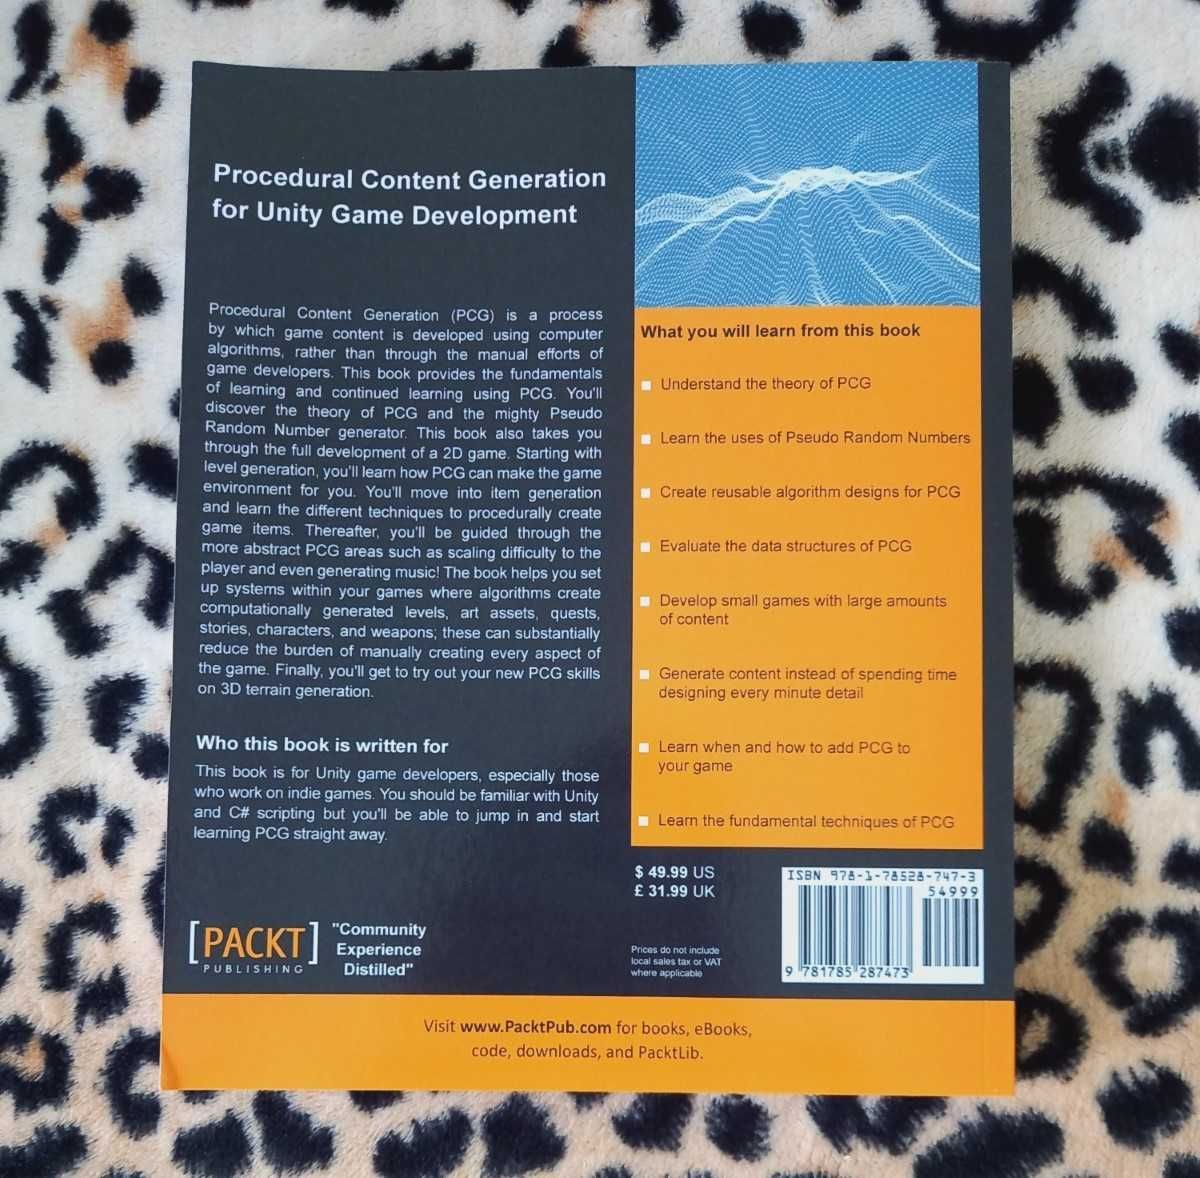 Procedural Content Generation
for Unity Game Development
Procedural Content Generation (PCG) is a process
by which game content is developed using computer
algorithms, rather than through the manual efforts of
game developers. This book provides the fundamentals
of learning and continued learning using PCG. You'll
discover the theory of PCG and the mighty Pseudo
Random Number generator. This book also takes you
through the full development of a 2D game. Starting with
level generation, you'll learn how PCG can make the game
environment for you. You'll move into item generation
and learn the different techniques to procedurally create
game items. Thereafter, you'll be guided through the
more abstract PCG areas such as scaling difficulty to the
player and even generating music! The book helps you set
up systems within your games where algorithms create
computationally generated levels, art assets, quests,
stories, characters, and weapons; these can substantially
reduce the burden of manually creating every aspect of
the game. Finally, you'll get to try out your new PCG skills
on 3D terrain generation.
Who this book is written for
This book is for Unity game developers, especially those
who work on indie games. You should be familiar with Unity
and C# scripting but you'll be able to jump in and start
learning PCG straight away.
What you will learn from this book
Understand the theory of PCG
Learn the uses of Pseudo Random Numbers
Create reusable algorithm designs for PCG
Evaluate the data structures of PCG
Develop small games with large amounts
of content
Generate content instead of spending time
designing every minute detail
Learn when and how to add PCG to
your game
Learn the fundamental techniques of PCG
$ 49.99 US
£ 31.99 UK
Prices do not include
local sales tax or VAT
where applicable
ISBN 978-1-78528-747-3
54999
9 781785 287473
[PACKT]
PUBLISHING
"Community
Experience
Distilled"
Visit www.PacktPub.com for books, eBooks,
code, downloads, and PacktLib.